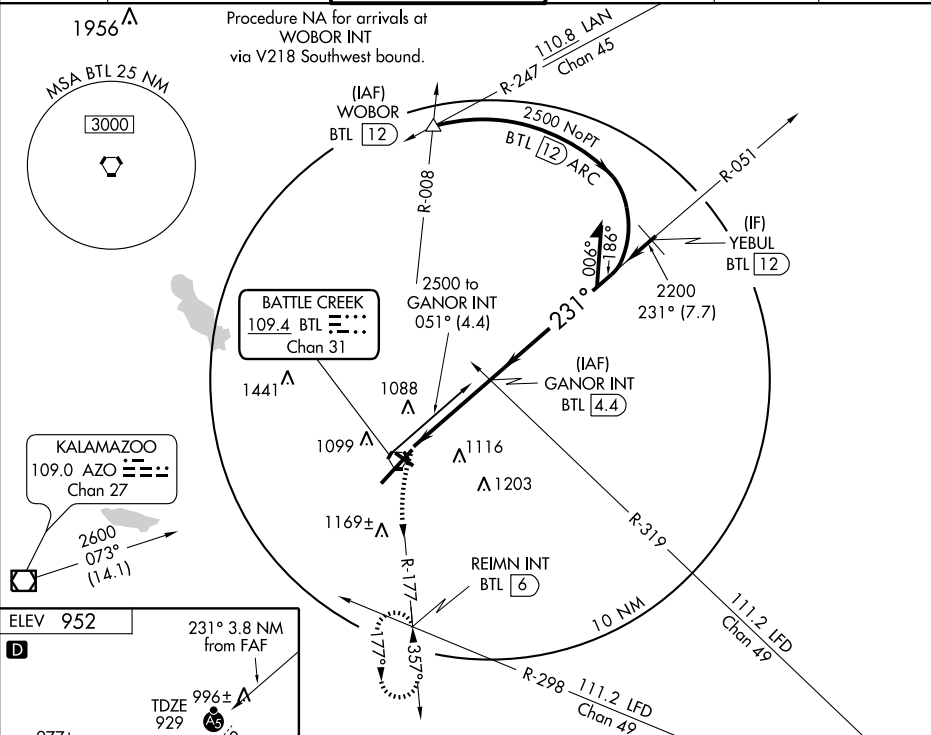 1956
Procedure NA for arrivals at
WOBOR INT
via V218 Southwest bound.
110.8 LAN
Chan 45
R-247
MSA BTL 25 NM
3000
(IAF)
WOBOR
BTL 12
2500 NoPT
BTL 12 ARC
R-051
R-008
006°
186°
(IF)
YEBUL
BTL 12
2200
231° (7.7)
2500 to
GANOR INT
051° (4.4)
231°
BATTLE CREEK
109.4 BTL
Chan 31
(IAF)
GANOR INT
BTL 4.4
1441
1088
1099
1116
1203
KALAMAZOO
109.0 AZO
Chan 27
2600
073°
(14.1)
1169±
R-319
R-177
REIMN INT
BTL 6
10 NM
111.2 LFD
Chan 49
177°
357°
R-298
111.2 LFD
Chan 49
ELEV 952
D
231° 3.8 NM
from FAF
TDZE
929
996±
A5